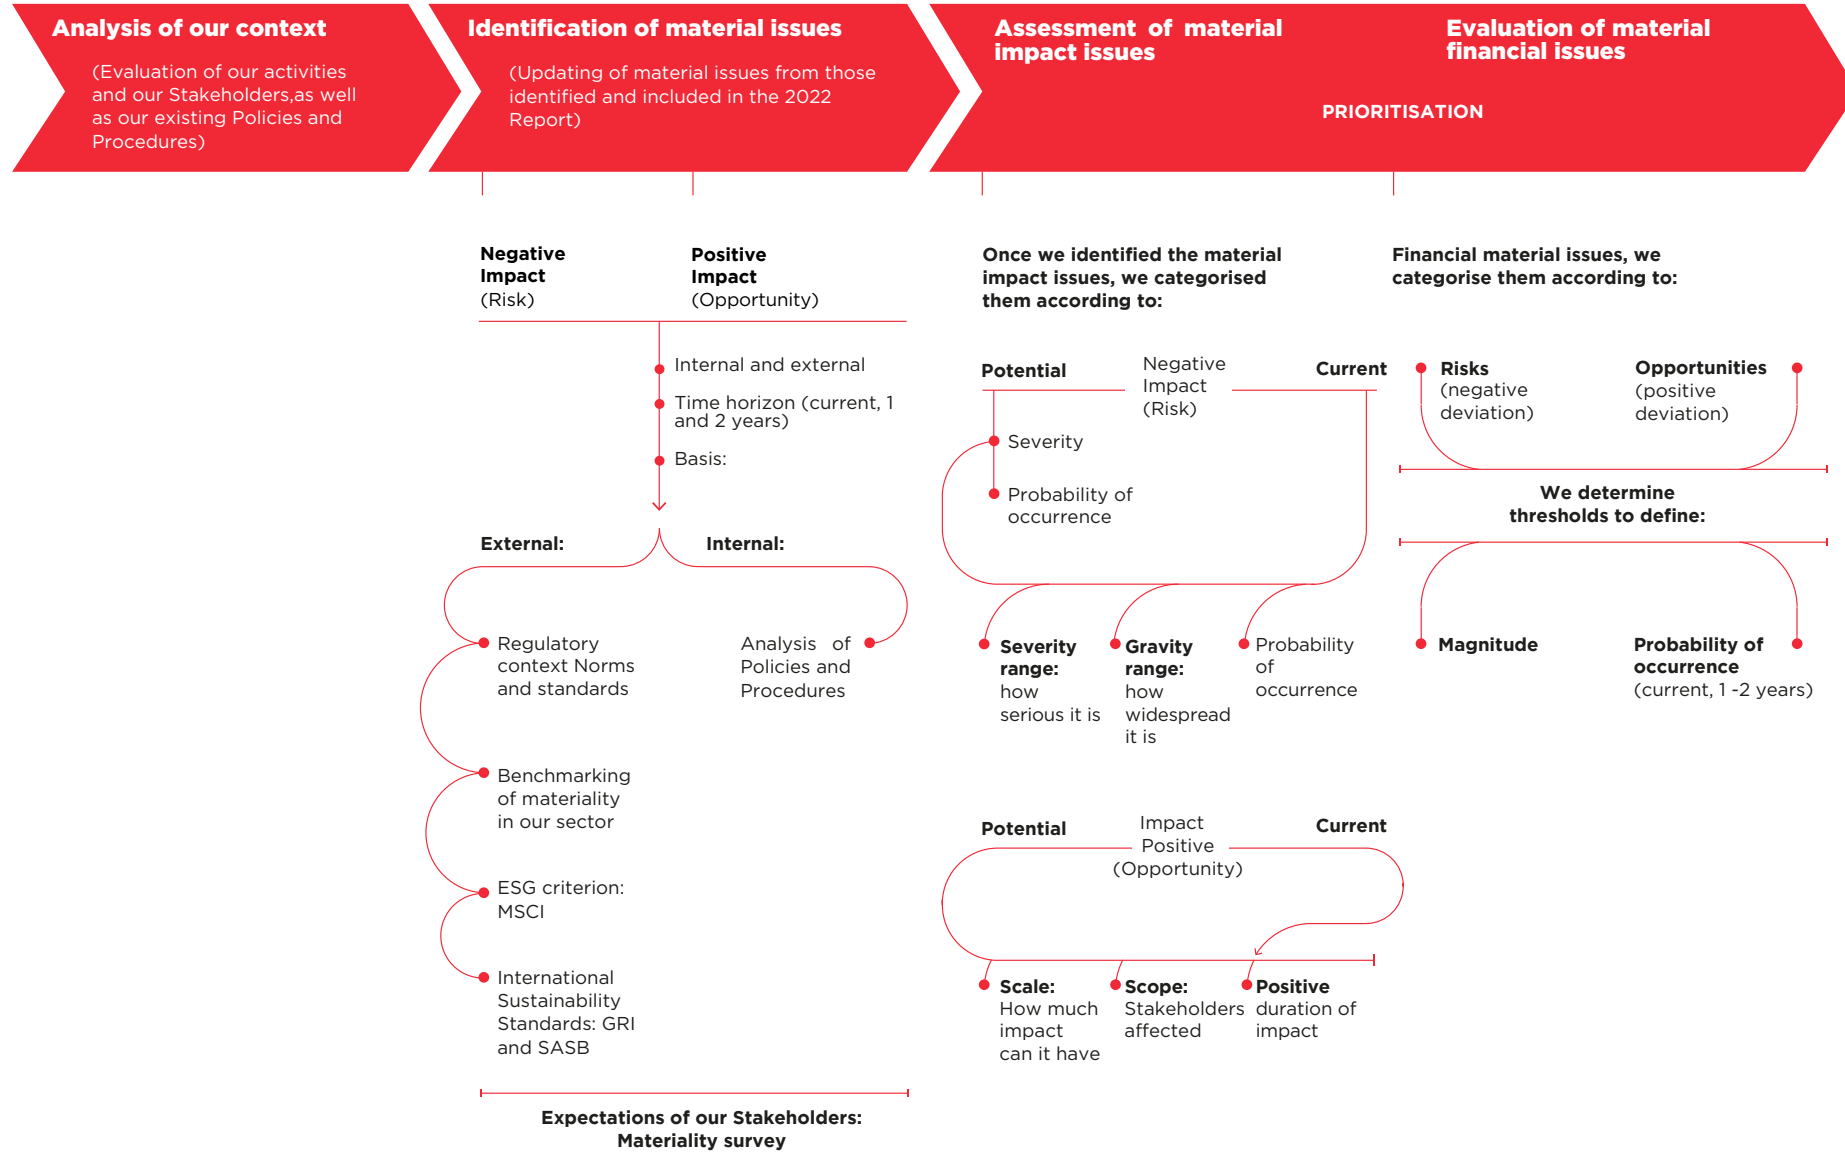 Analysis of our context
(Evaluation of our activities
and our Stakeholders,as well
as our existing Policies and
Procedures)
Identification of material issues
(Updating of material issues from those
identified and included in the 2022
Report)
Assessment of material
impact issues
Evaluation of material
financial issues
PRIORITISATION
Negative
Impact
(Risk)
Positive
Impact
(Opportunity)
Internal and external
Time horizon (current, 1
and 2 years)
Basis:
External:
Internal:
Regulatory
context Norms
and standards
Benchmarking
of materiality
in our sector
ESG criterion:
MSCI
International
Sustainability
Standards: GRI
and SASB
Analysis of
Policies and
Procedures
Expectations of our Stakeholders:
Materiality survey
Once we identified the material
impact issues, we categorised
them according to:
Potential
Negative
Impact
(Risk)
Current
Severity
Probability of
occurrence
Severity
range:
how
serious it is
Gravity
range:
how
widespread
it is
Probability
of
occurrence
Potential
Impact
Positive
(Opportunity)
Current
Scale:
How much
impact
can it have
Scope:
Stakeholders
affected
Positive
duration of
impact
Financial material issues, we
categorise them according to:
Risks
(negative
deviation)
Opportunities
(positive
deviation)
We determine
thresholds to define:
Magnitude
Probability of
occurrence
(current, 1 -2 years)